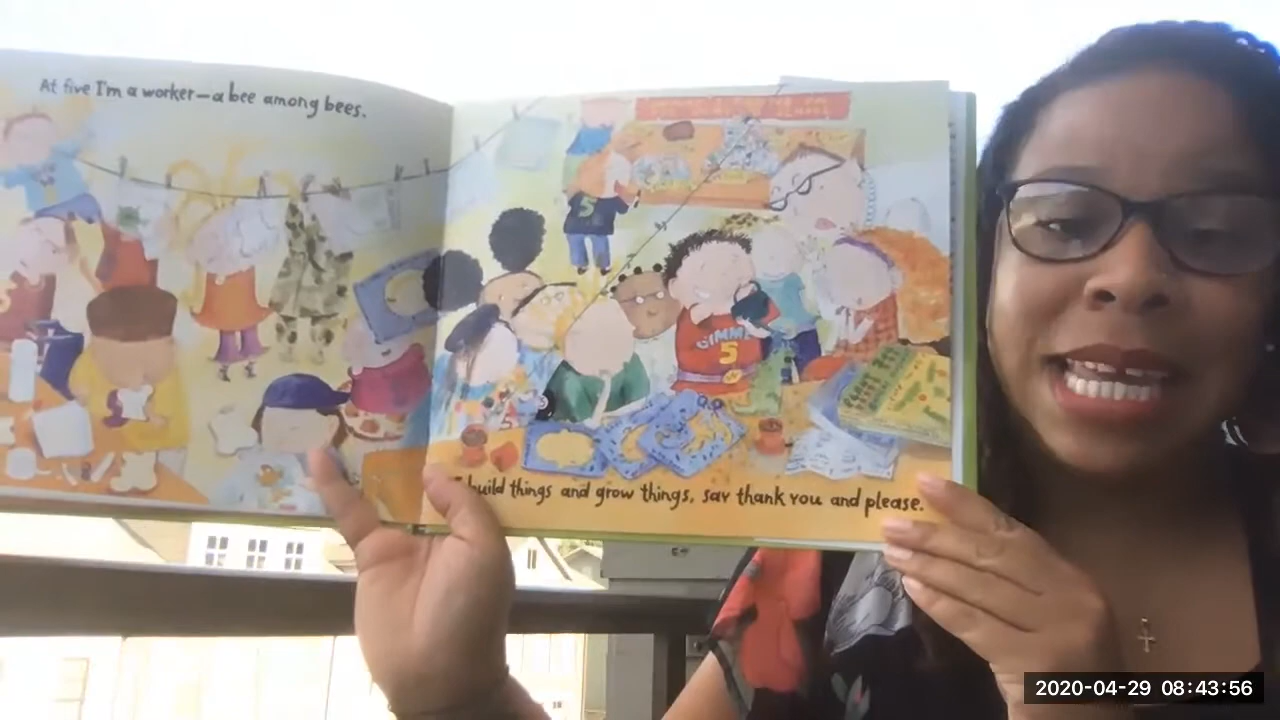 At five I'm a worker—a bee among bees.
5
GIMME
5
build things and grow things, say thank you and please.
2020-04-29 08:43:56